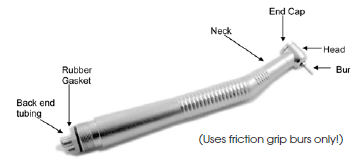 End Cap
Neck
Head
Bur
Rubber
Gasket
Back end
tubing
(Uses friction grip burs only!)